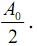 A₀/2 .